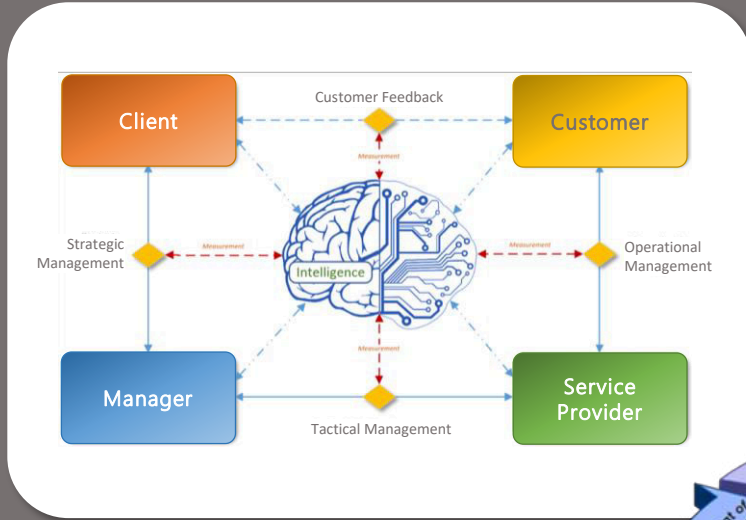 Customer Feedback
Client
Customer
Measurement
Strategic
Management
Measurement
Intelligence
Measurement
Operational
Management
Measurement
Manager
Service
Provider
Tactical Management